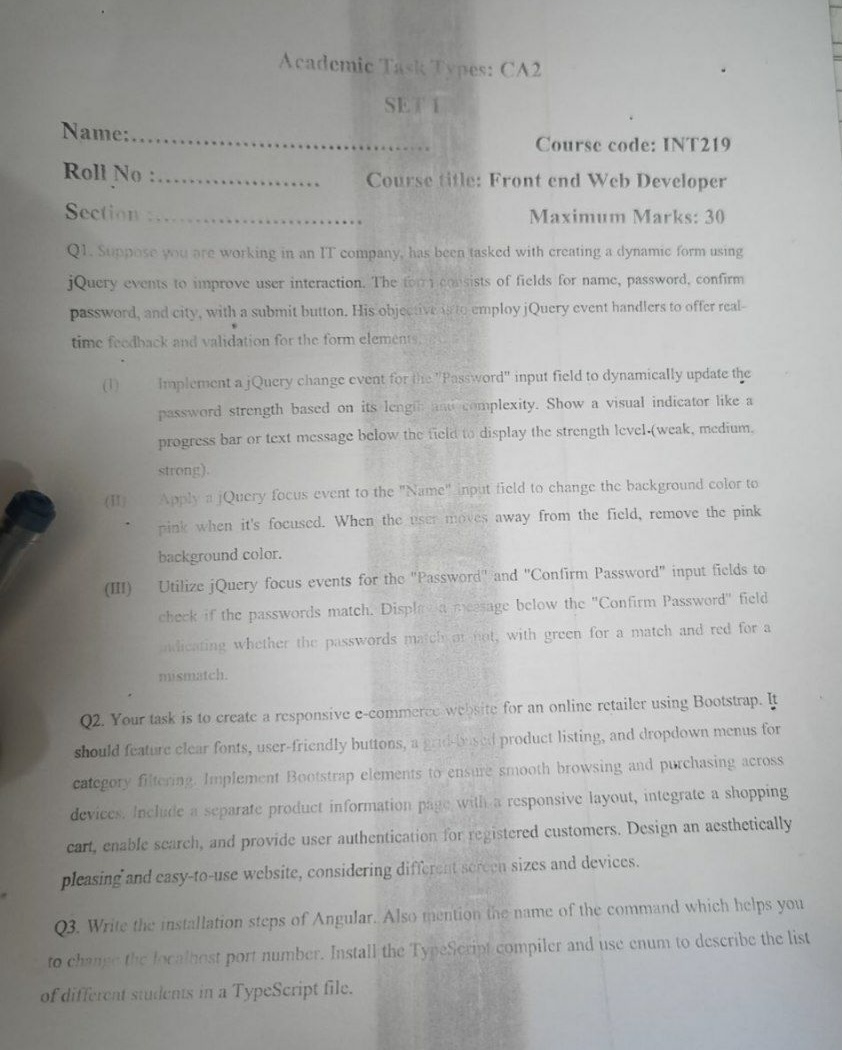 Academic Task Types: CA2
SET 1
Name:.......................................
Course code: INT219
Roll No :.....................
Course title: Front end Web Developer
Section :............................
Maximum Marks: 30
Q1. Suppose you are working in an IT company, has been tasked with creating a dynamic form using
jQuery events to improve user interaction. The form consists of fields for name, password, confirm
password, and city, with a submit button. His objective is to employ jQuery event handlers to offer real-
time feedback and validation for the form elements.
(I) Implement a jQuery change event for the "Password" input field to dynamically update the
password strength based on its length and complexity. Show a visual indicator like a
progress bar or text message below the field to display the strength level-(weak, medium,
strong).
(II) Apply a jQuery focus event to the "Name" input field to change the background color to
pink when it's focused. When the user moves away from the field, remove the pink
background color.
(III) Utilize jQuery focus events for the "Password" and "Confirm Password" input fields to
check if the passwords match. Display a message below the "Confirm Password" field
indicating whether the passwords match or not, with green for a match and red for a
mismatch.
Q2. Your task is to create a responsive e-commerce website for an online retailer using Bootstrap. It
should feature clear fonts, user-friendly buttons, a grid-based product listing, and dropdown menus for
category filtering. Implement Bootstrap elements to ensure smooth browsing and purchasing across
devices. Include a separate product information page with a responsive layout, integrate a shopping
cart, enable search, and provide user authentication for registered customers. Design an aesthetically
pleasing and easy-to-use website, considering different screen sizes and devices.
Q3. Write the installation steps of Angular. Also mention the name of the command which helps you
to change the localhost port number. Install the TypeScript compiler and use enum to describe the list
of different students in a TypeScript file.